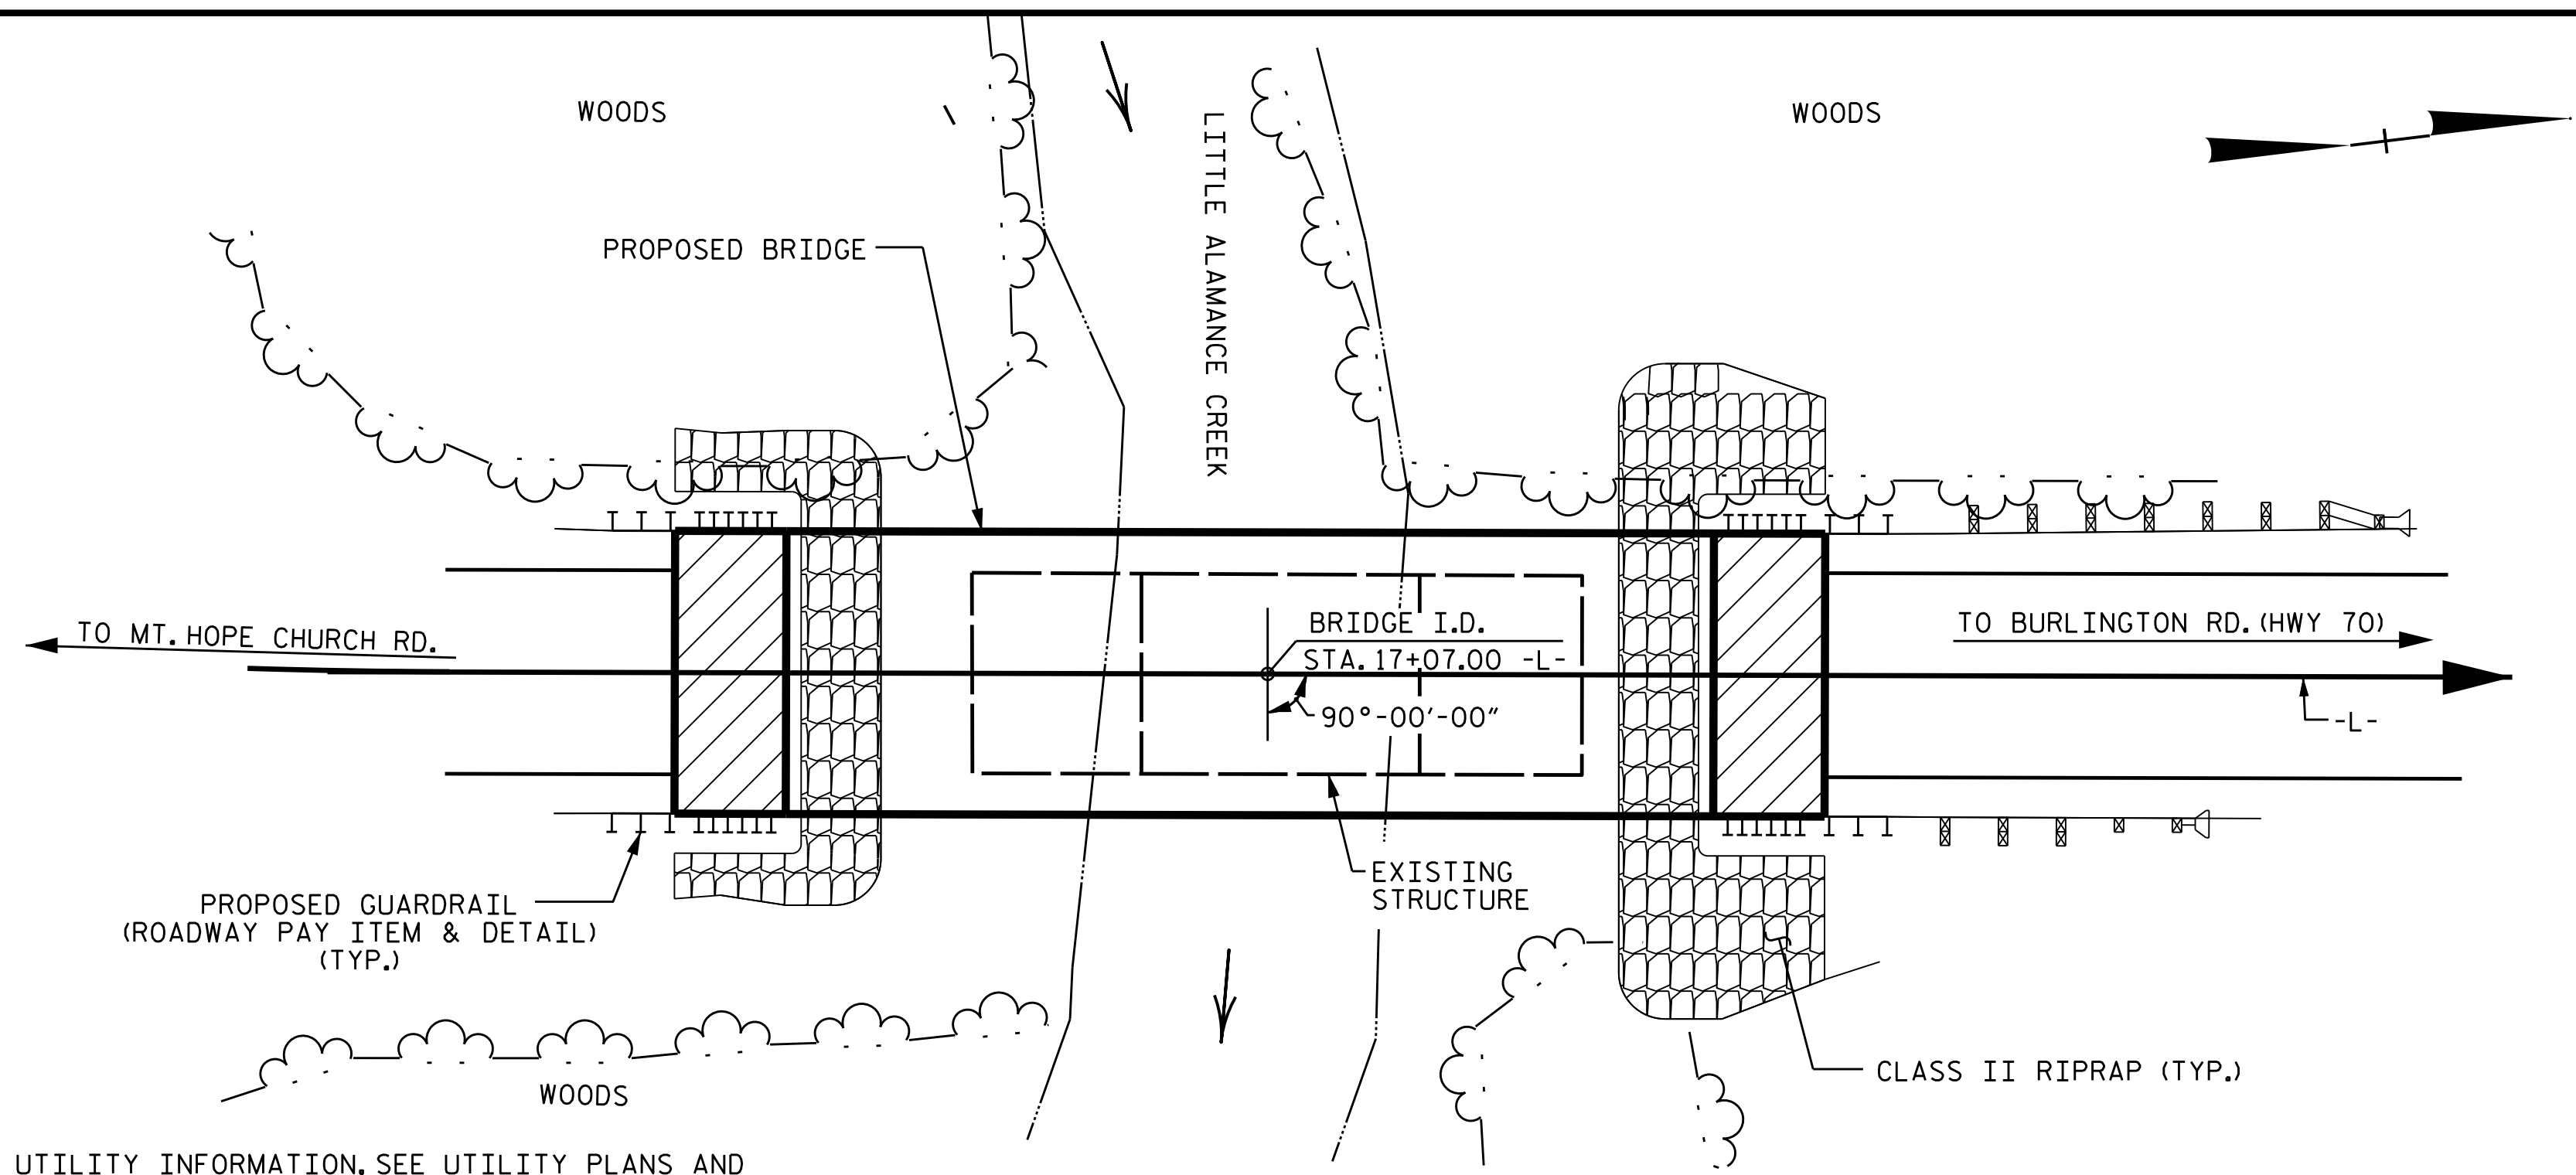 WOODS
WOODS
LITTLE ALAMANCE CREEK
PROPOSED BRIDGE
TO MT. HOPE CHURCH RD.
BRIDGE I.D.
STA. 17+07.00 -L-
90°-00'-00"
TO BURLINGTON RD. (HWY 70)
-L-
EXISTING
STRUCTURE
PROPOSED GUARDRAIL
(ROADWAY PAY ITEM & DETAIL)
(TYP.)
CLASS II RIPRAP (TYP.)
WOODS
UTILITY INFORMATION. SEE UTILITY PLANS AND